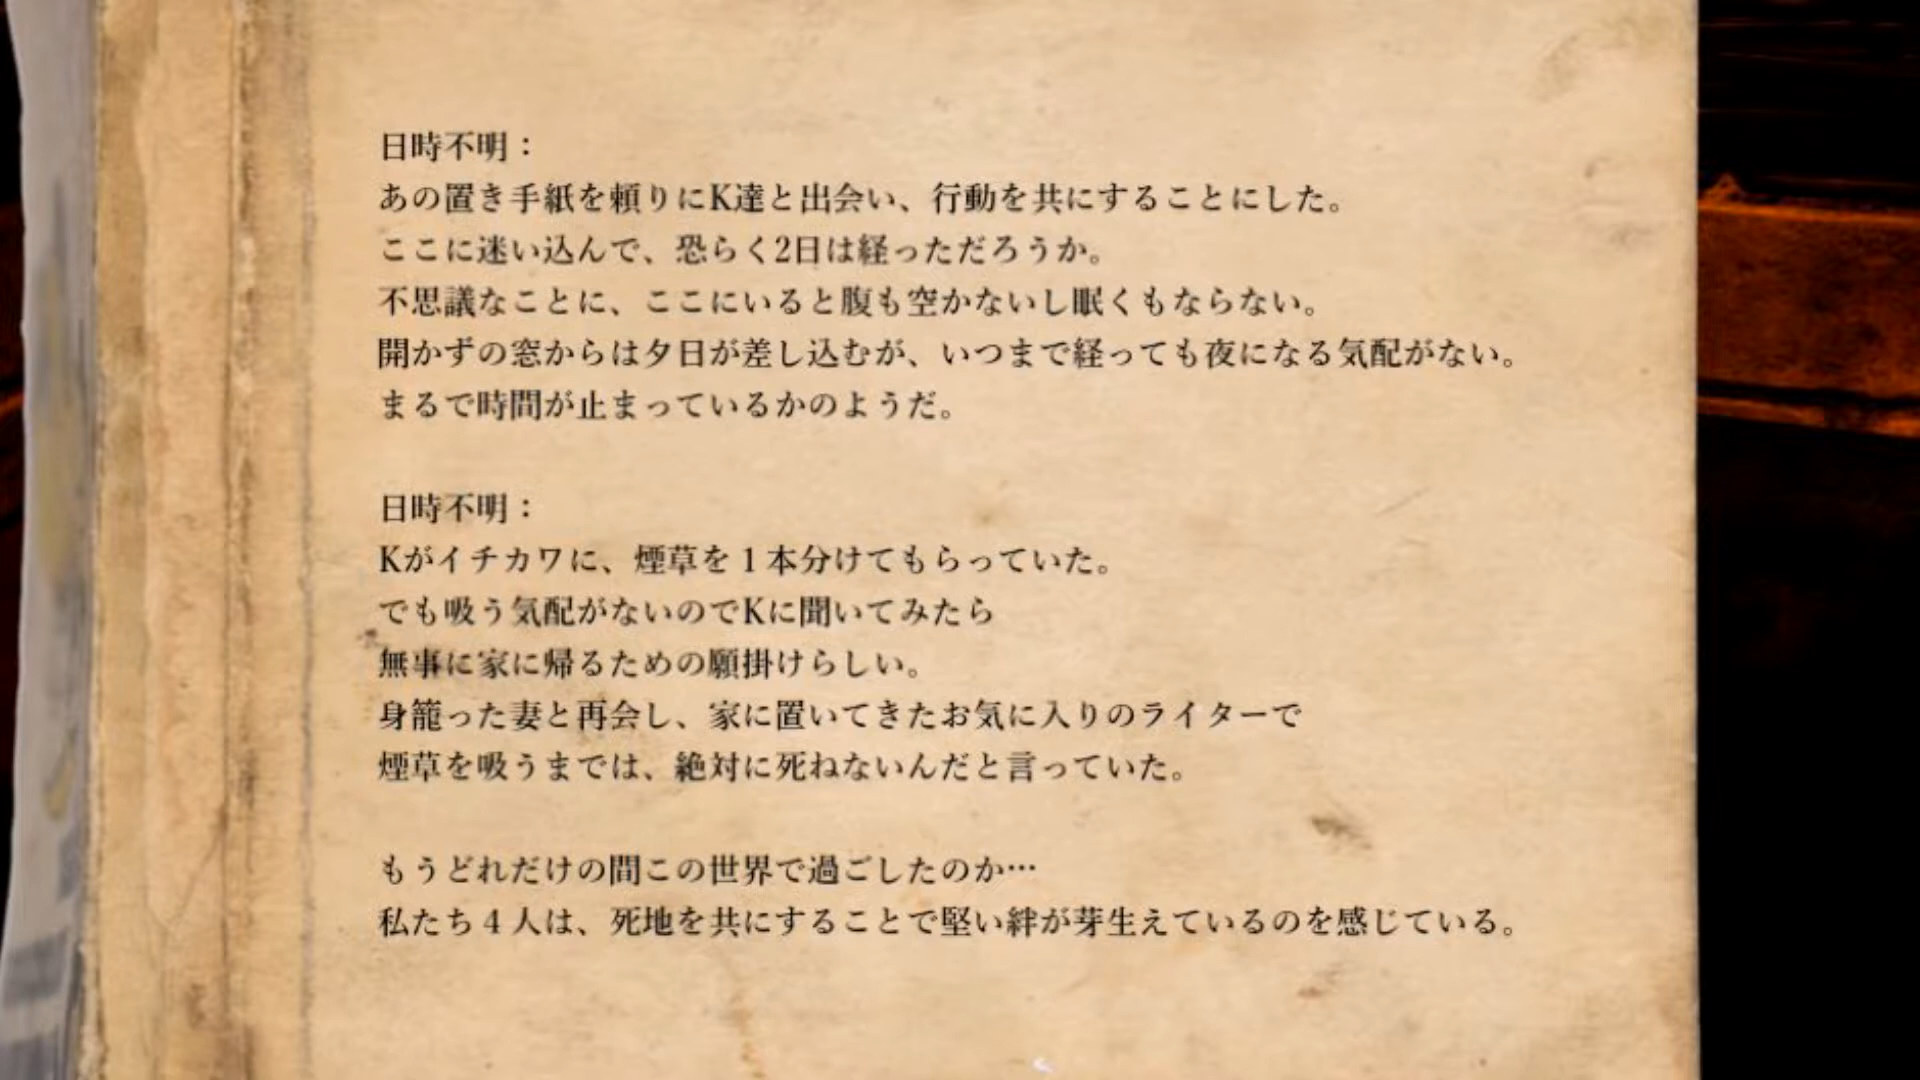 日時不明：
あの置き手紙を頼りにK達と出会い、行動を共にすることにした。
ここに迷い込んで、恐らく2日は経っただろうか。
不思議なことに、ここにいると腹も空かないし眠くもならない。
開かずの窓からは夕日が差し込むが、いつまで経っても夜になる気配がない。
まるで時間が止まっているかのようだ。
日時不明：
Kがイチカワに、煙草を１本分けてもらっていた。
でも吸う気配がないのでKに聞いてみたら
無事に家に帰るための願掛けらしい。
身籠った妻と再会し、家に置いてきたお気に入りのライターで
煙草を吸うまでは、絶対に死ねないんだと言っていた。
もうどれだけの間この世界で過ごしたのか…
私たち４人は、死地を共にすることで堅い絆が芽生えているのを感じている。